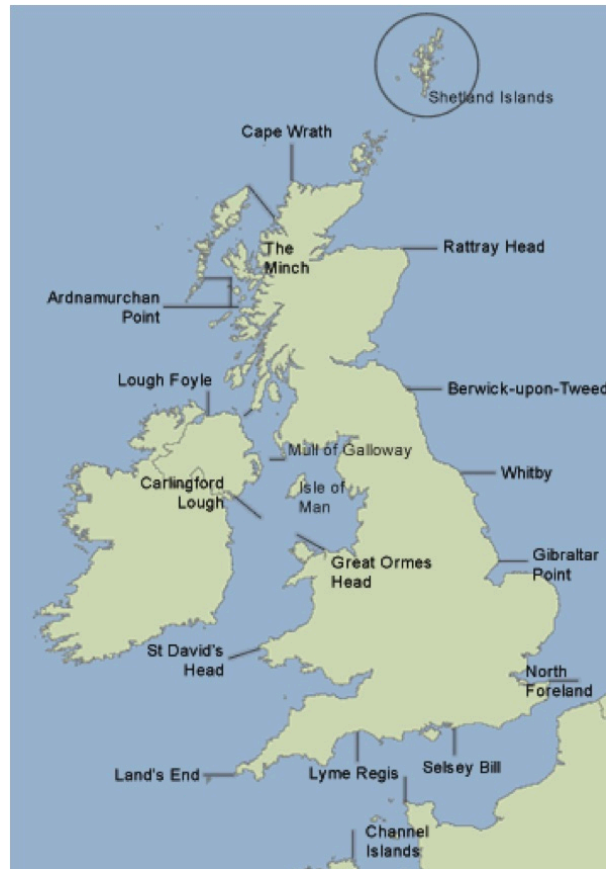 Shetland Islands
Cape Wrath
The
Minch
Rattray Head
Ardnamurchan
Point
Lough Foyle
Berwick-upon-Tweed
Mull of Galloway
Carlingford
Lough
Isle of
Man
Whitby
Great Ormes
Head
Gibraltar
Point
St David's
Head
North
Foreland
Land's End
Lyme Regis
Selsey Bill
Channel
Islands